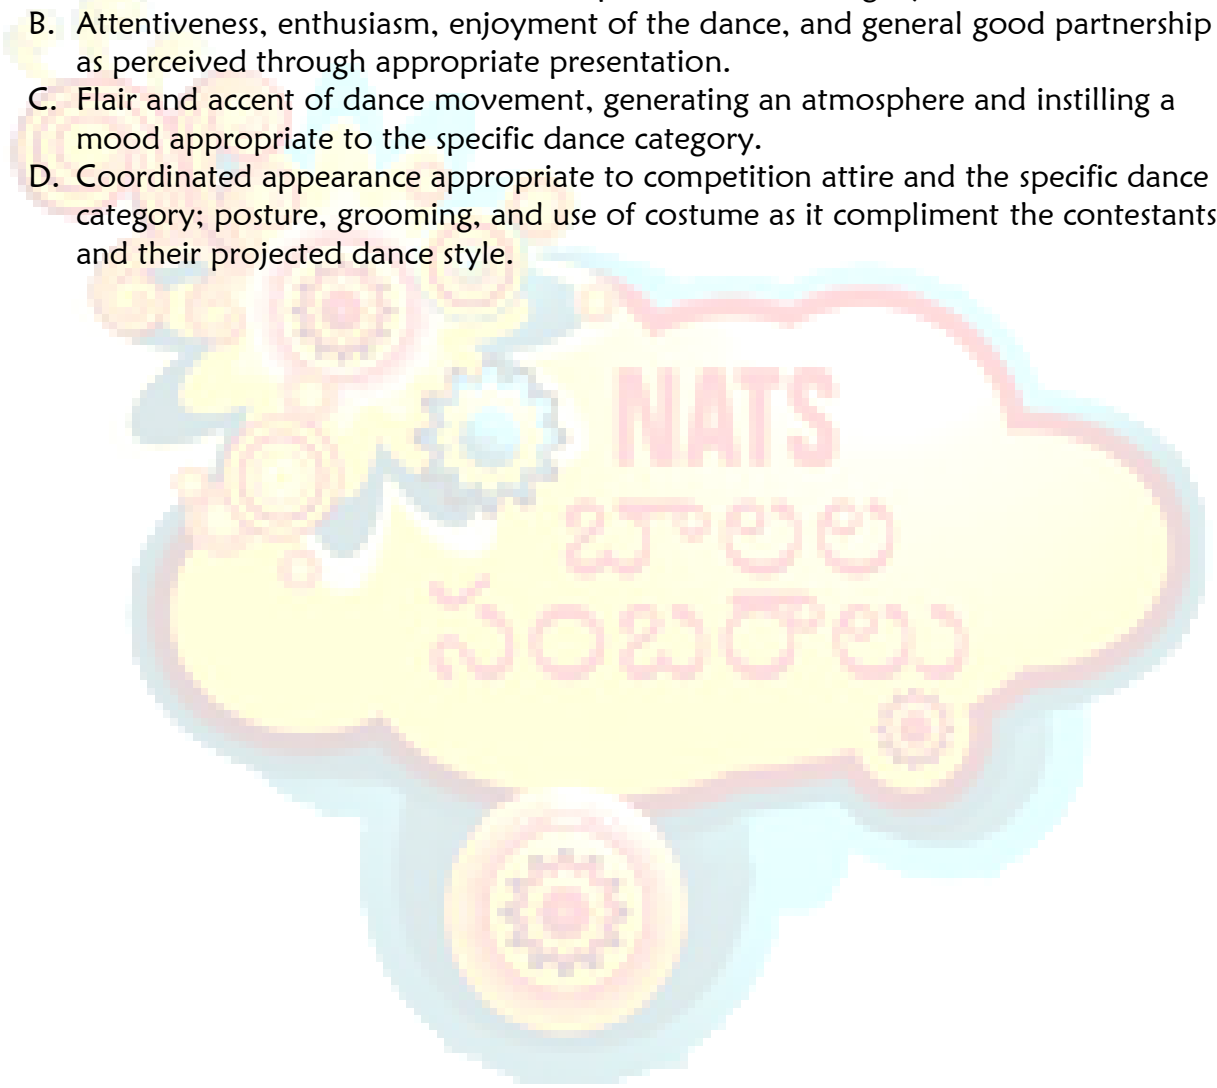 B. Attentiveness, enthusiasm, enjoyment of the dance, and general good partnership
as perceived through appropriate presentation.
C. Flair and accent of dance movement, generating an atmosphere and instilling a
mood appropriate to the specific dance category.
D. Coordinated appearance appropriate to competition attire and the specific dance
category; posture, grooming, and use of costume as it compliment the contestants
and their projected dance style.
NATS
బాలల
సంబరాలు